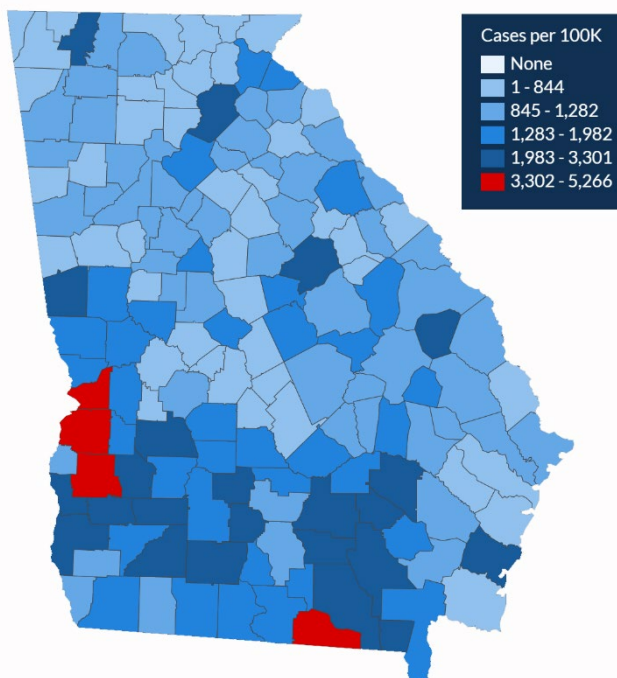 Cases per 100K
None
1 - 844
845 - 1,282
1,283 - 1,982
1,983 - 3,301
3,302 - 5,266